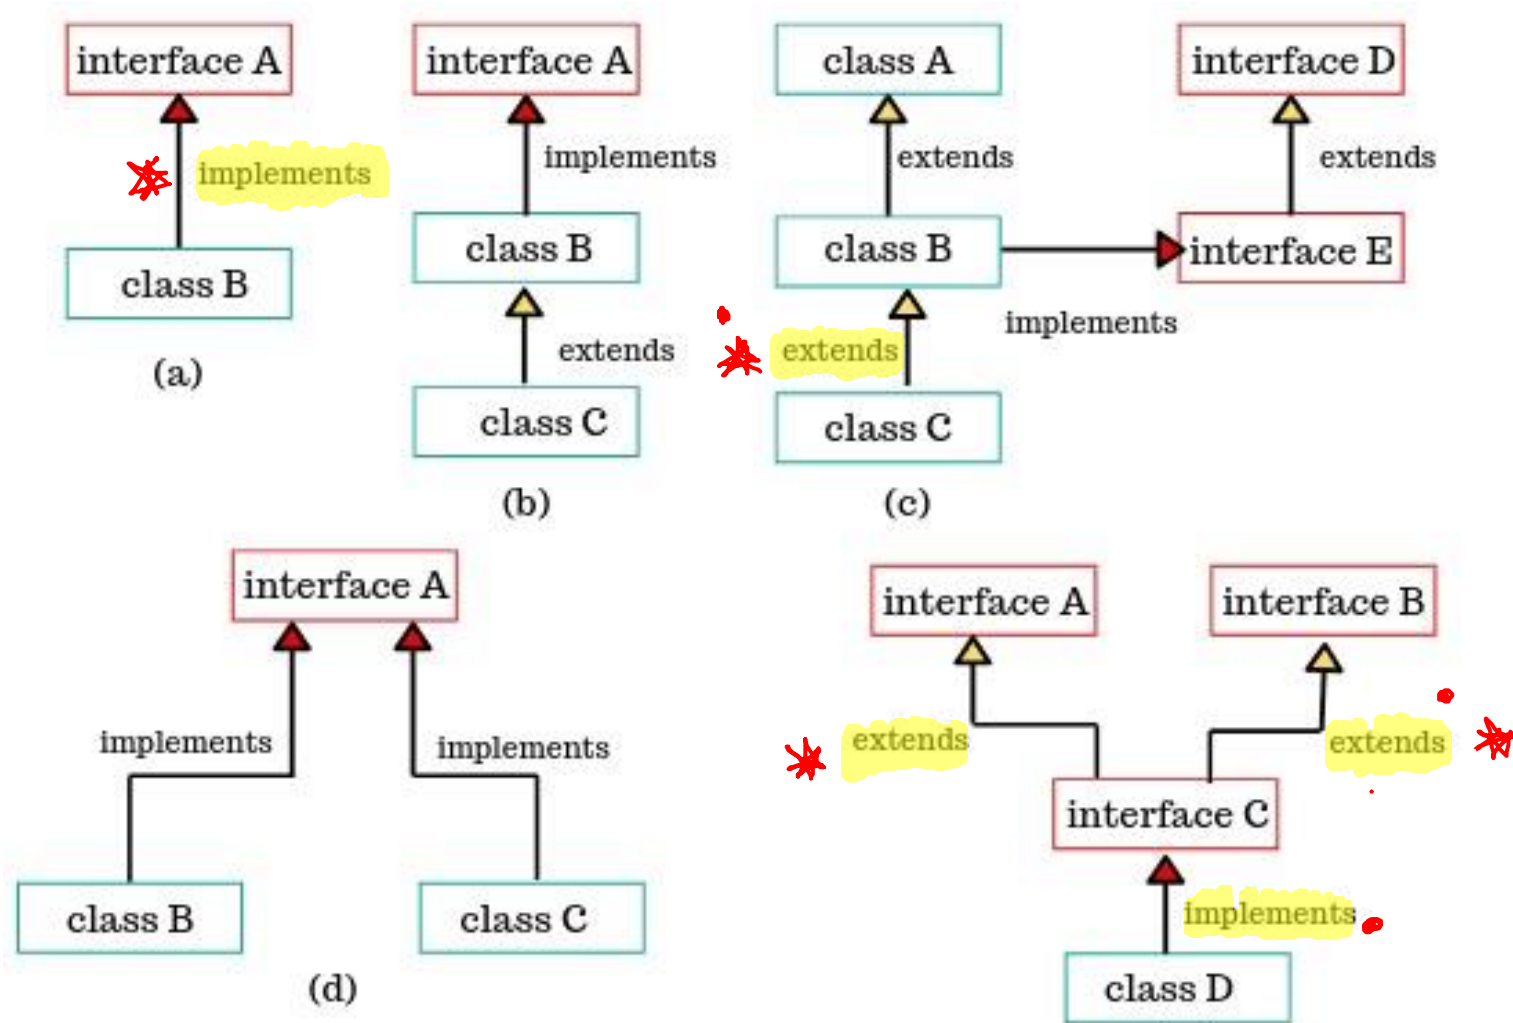 interface A
implements
class B
(a)
interface A
implements
class B
extends
class C
(b)
class A
extends
class B
extends
class C
(c)
interface D
extends
interface E
implements
interface A
implements
implements
class B
class C
(d)
interface A
interface B
extends
extends
interface C
implements
class D